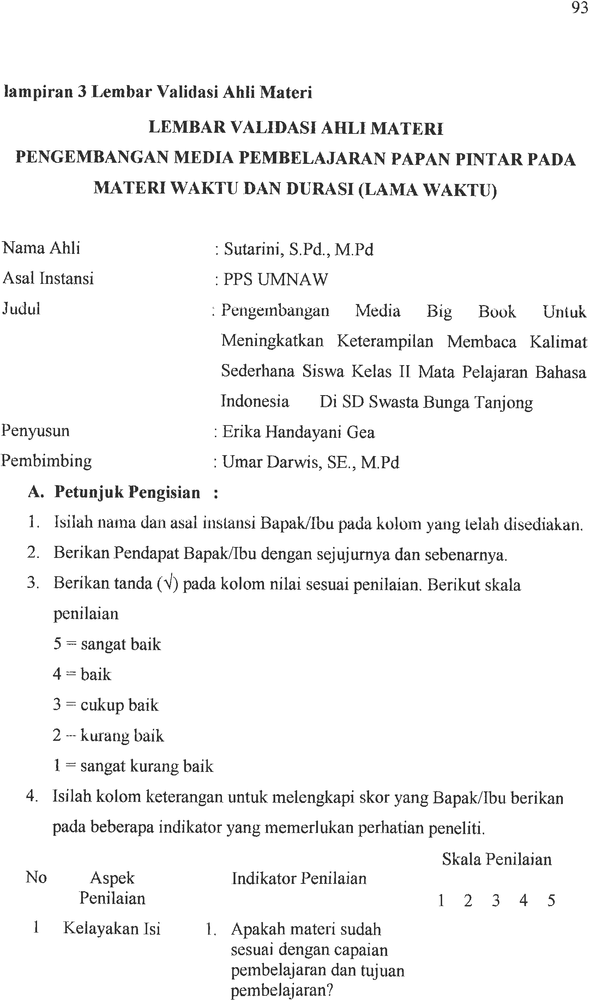 93
lampiran 3 Lembar Validasi Ahli Materi
LEMBAR VALIDASI AHLI MATERI
PENGEMBANGAN MEDIA PEMBELAJARAN PAPAN PINTAR PADA
MATERI WAKTU DAN DURASI (LAMA WAKTU)
Nama Ahli : Sutarini, S.Pd., M.Pd
Asal Instansi : PPS UMNAW
Judul : Pengembangan Media Big Book Untuk
Meningkatkan Keterampilan Membaca Kalimat
Sederhana Siswa Kelas II Mata Pelajaran Bahasa
Indonesia Di SD Swasta Bunga Tanjong
Penyusun : Erika Handayani Gea
Pembimbing : Umar Darwis, SE., M.Pd
A. Petunjuk Pengisian :
1. Isilah nama dan asal instansi Bapak/Ibu pada kolom yang telah disediakan.
2. Berikan Pendapat Bapak/Ibu dengan sejujurnya dan sebenarnya.
3. Berikan tanda (√) pada kolom nilai sesuai penilaian. Berikut skala
penilaian
5 = sangat baik
4 = baik
3 = cukup baik
2 – kurang baik
1 = sangat kurang baik
4. Isilah kolom keterangan untuk melengkapi skor yang Bapak/Ibu berikan
pada beberapa indikator yang memerlukan perhatian peneliti.
Skala Penilaian
No Aspek Indikator Penilaian
Penilaian 1 2 3 4 5
1 Kelayakan Isi 1. Apakah materi sudah
sesuai dengan capaian
pembelajaran dan tujuan
pembelajaran?